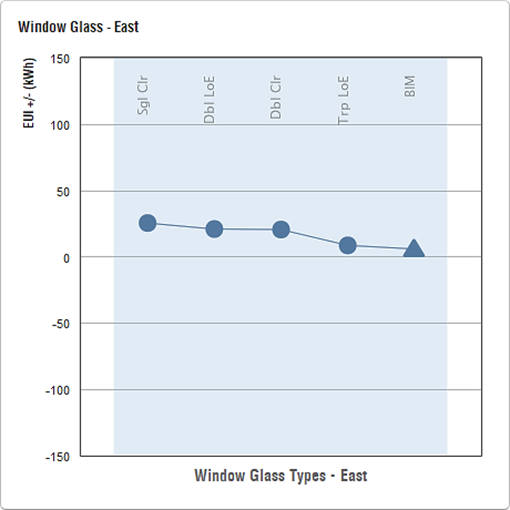 Window Glass - East
EUI +/- (kWh)
150
100
50
0
-50
-100
-150
Sgl Clr
Dbl LoE
Dbl Clr
Trp LoE
BIM
Window Glass Types - East